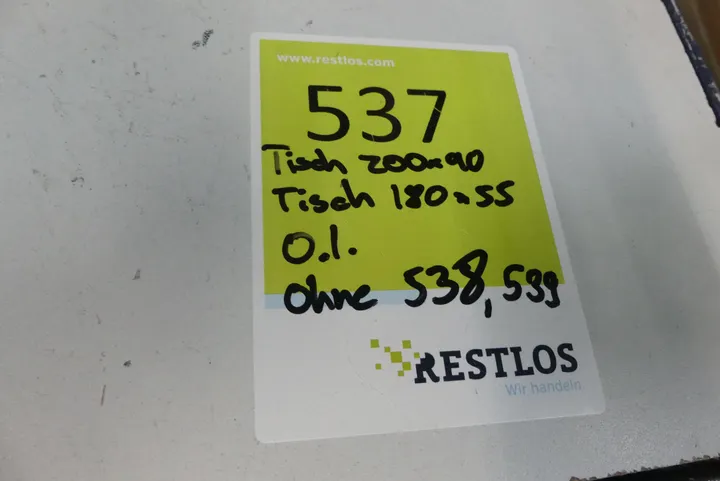 www.restlos.com
537
Tisch 200x90
Tisch 180x55
O.I.
Ohne 538,539
RESTLOS
Wir handeln